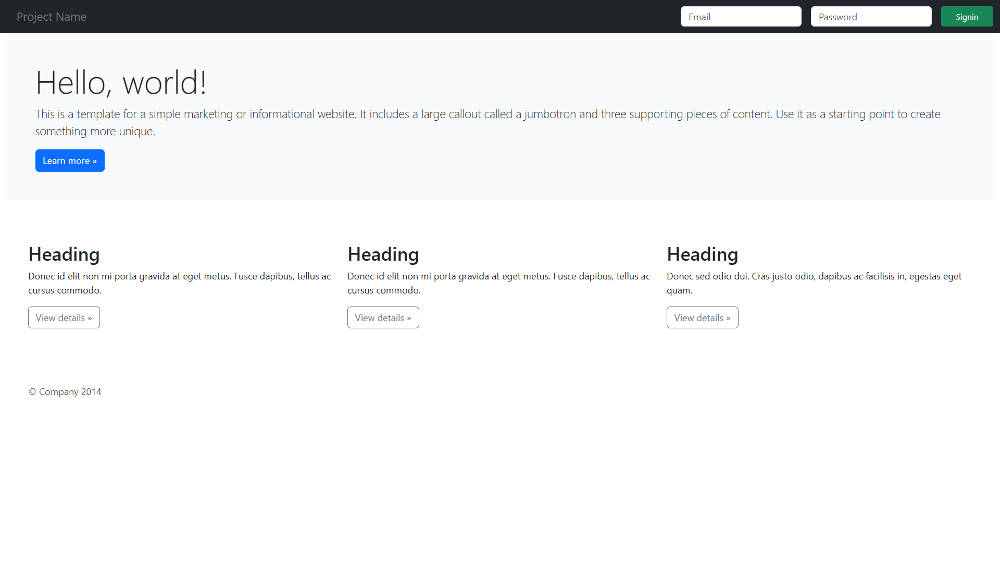 Project Name
Email
Password
Signin
Hello, world!
This is a template for a simple marketing or informational website. It includes a large callout called a jumbotron and three supporting pieces of content. Use it as a starting point to create
something more unique.
Learn more »
Heading
Donec id elit non mi porta gravida at eget metus. Fusce dapibus, tellus ac
cursus commodo.
View details »
Heading
Donec id elit non mi porta gravida at eget metus. Fusce dapibus, tellus ac
cursus commodo.
View details »
Heading
Donec sed odio dui. Cras justo odio, dapibus ac facilisis in, egestas eget
quam.
View details »
© Company 2014